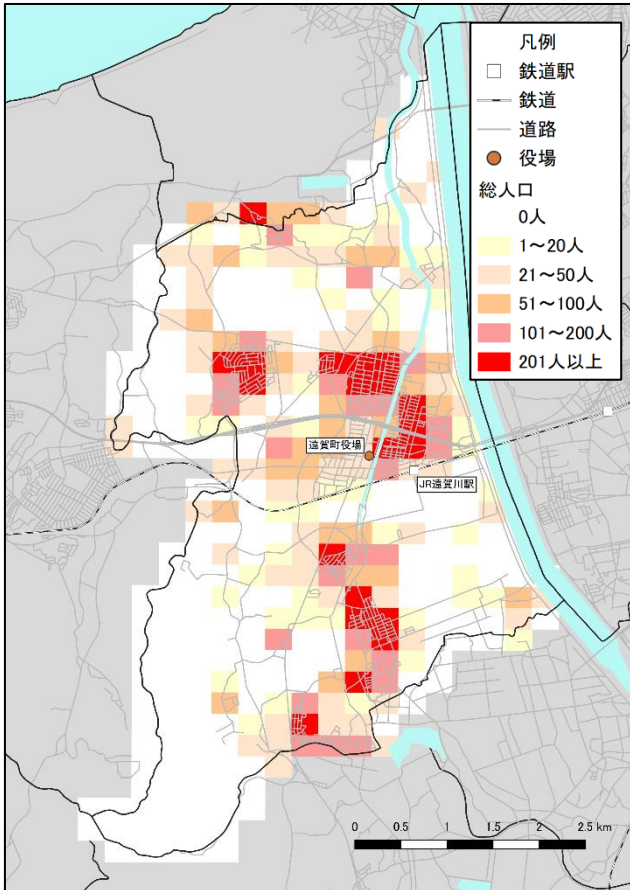 凡例
鉄道駅
鉄道
道路
役場
総人口
0人
1～20人
21～50人
51～100人
101～200人
201人以上
遠賀町役場
JR遠賀川駅
0 0.5 1 1.5 2 2.5 km